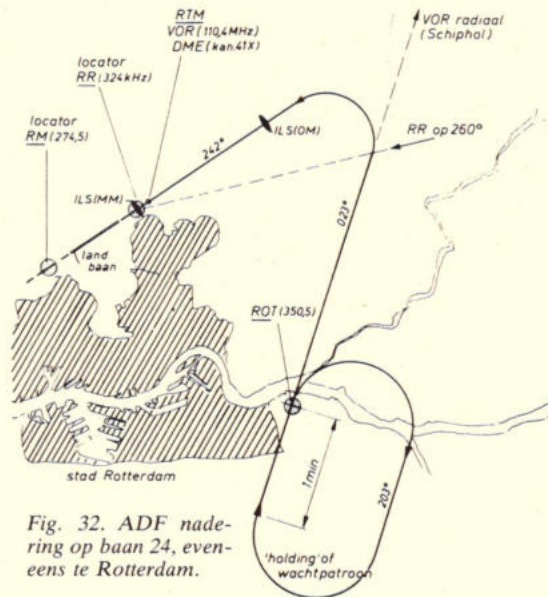 RTM
VOR (110,4MHz)
DME (kan.41X)
VOR radiaal
(Schiphol)
locator
RR (324kHz)
locator
RM (274,5)
ILS(OM)
242°
RR op 260°
ILS(MM)
023°
land
baan
ROT (350,5)
1min
203°
stad Rotterdam
'holding' of
wachtpatroon
Fig. 32. ADF nade-
ring op baan 24, even-
eens te Rotterdam.